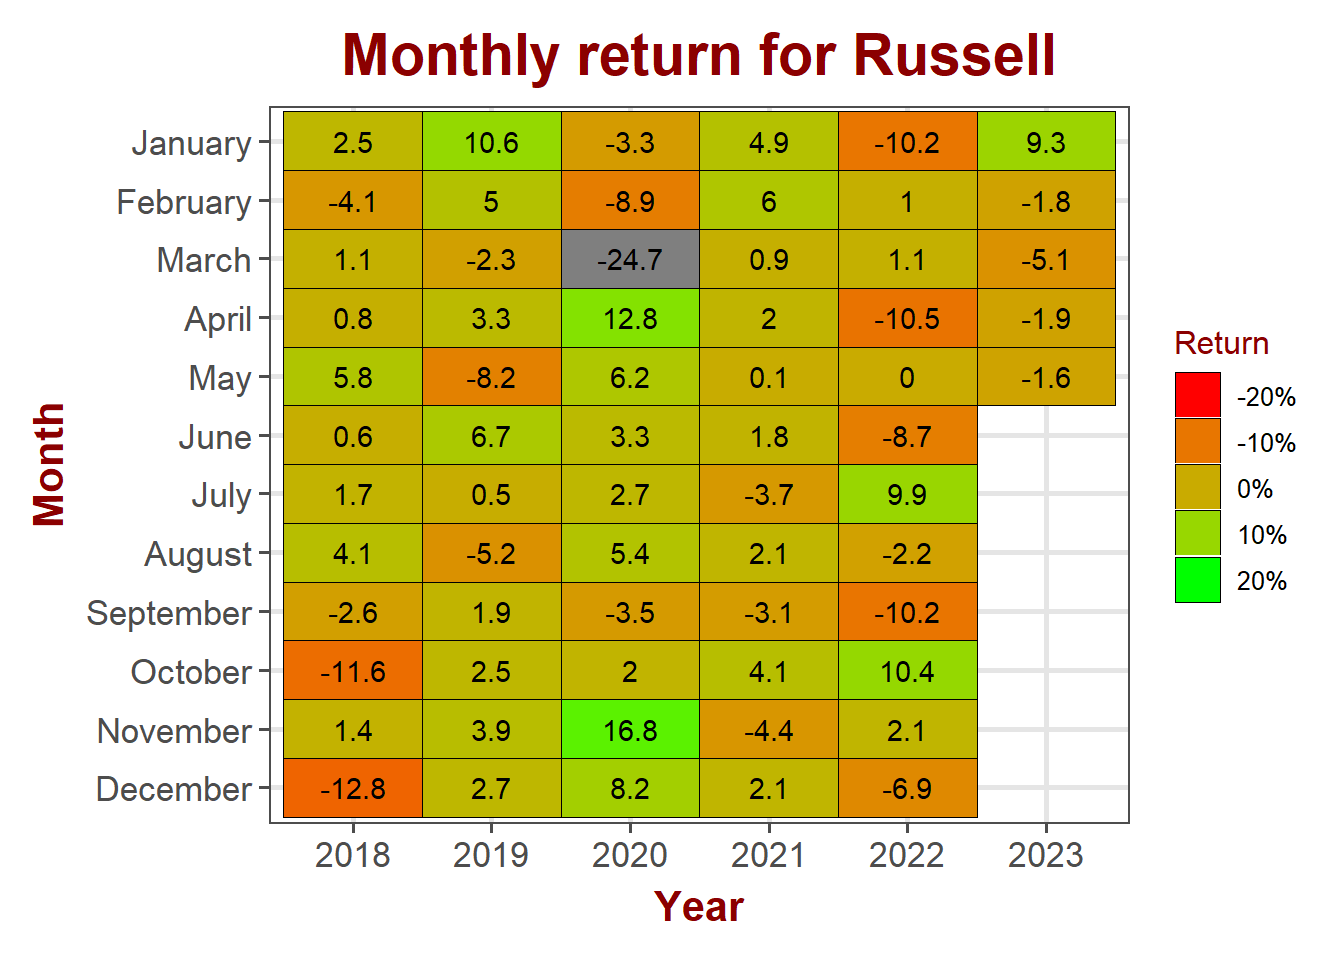 Monthly return for Russell
January 2.5 10.6 -3.3 4.9 -10.2 9.3
February -4.1 5 -8.9 6 1 -1.8
March 1.1 -2.3 -24.7 0.9 1.1 -5.1
April 0.8 3.3 12.8 2 -10.5 -1.9
May 5.8 -8.2 6.2 0.1 0 -1.6
June 0.6 6.7 3.3 1.8 -8.7
July 1.7 0.5 2.7 -3.7 9.9
August 4.1 -5.2 5.4 2.1 -2.2
September -2.6 1.9 -3.5 -3.1 -10.2
October -11.6 2.5 2 4.1 10.4
November 1.4 3.9 16.8 -4.4 2.1
December -12.8 2.7 8.2 2.1 -6.9
2018 2019 2020 2021 2022 2023
Year
Month
Return
-20%
-10%
0%
10%
20%